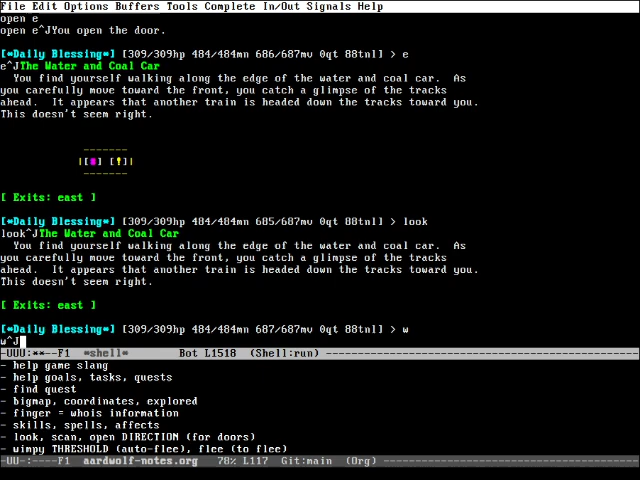 File Edit Options Buffers Tools Complete In/Out Signals Help
open e
open e^JYou open the door.
[*Daily Blessing*] [309/309hp 484/484mn 686/687mv 0qt 88tnl] > e
e^JThe Water and Coal Car
You find yourself walking along the edge of the water and coal car.  As
you carefully move toward the front, you catch a glimpse of the tracks
ahead.  It appears that another train is headed down the tracks toward you.
This doesn't seem right.
-------
|[*] [!]|
-------
[ Exits: east ]
[*Daily Blessing*] [309/309hp 484/484mn 685/687mv 0qt 88tnl] > look
look^JThe Water and Coal Car
You find yourself walking along the edge of the water and coal car.  As
you carefully move toward the front, you catch a glimpse of the tracks
ahead.  It appears that another train is headed down the tracks toward you.
This doesn't seem right.
[ Exits: east ]
[*Daily Blessing*] [309/309hp 484/484mn 687/687mv 0qt 88tnl] > w
w^J
-UUU:**--F1  *shell*        Bot L1518  (Shell:run) ----------------------------------
- help game slang
- help goals, tasks, quests
- find quest
- bigmap, coordinates, explored
- finger = whois information
- skills, spells, affects
- look, scan, open DIRECTION (for doors)
- wimpy THRESHOLD (auto-flee), flee (to flee)
-UU-:----F1  aardwolf-notes.org   78% L117  Git:main  (Org) -------------------------